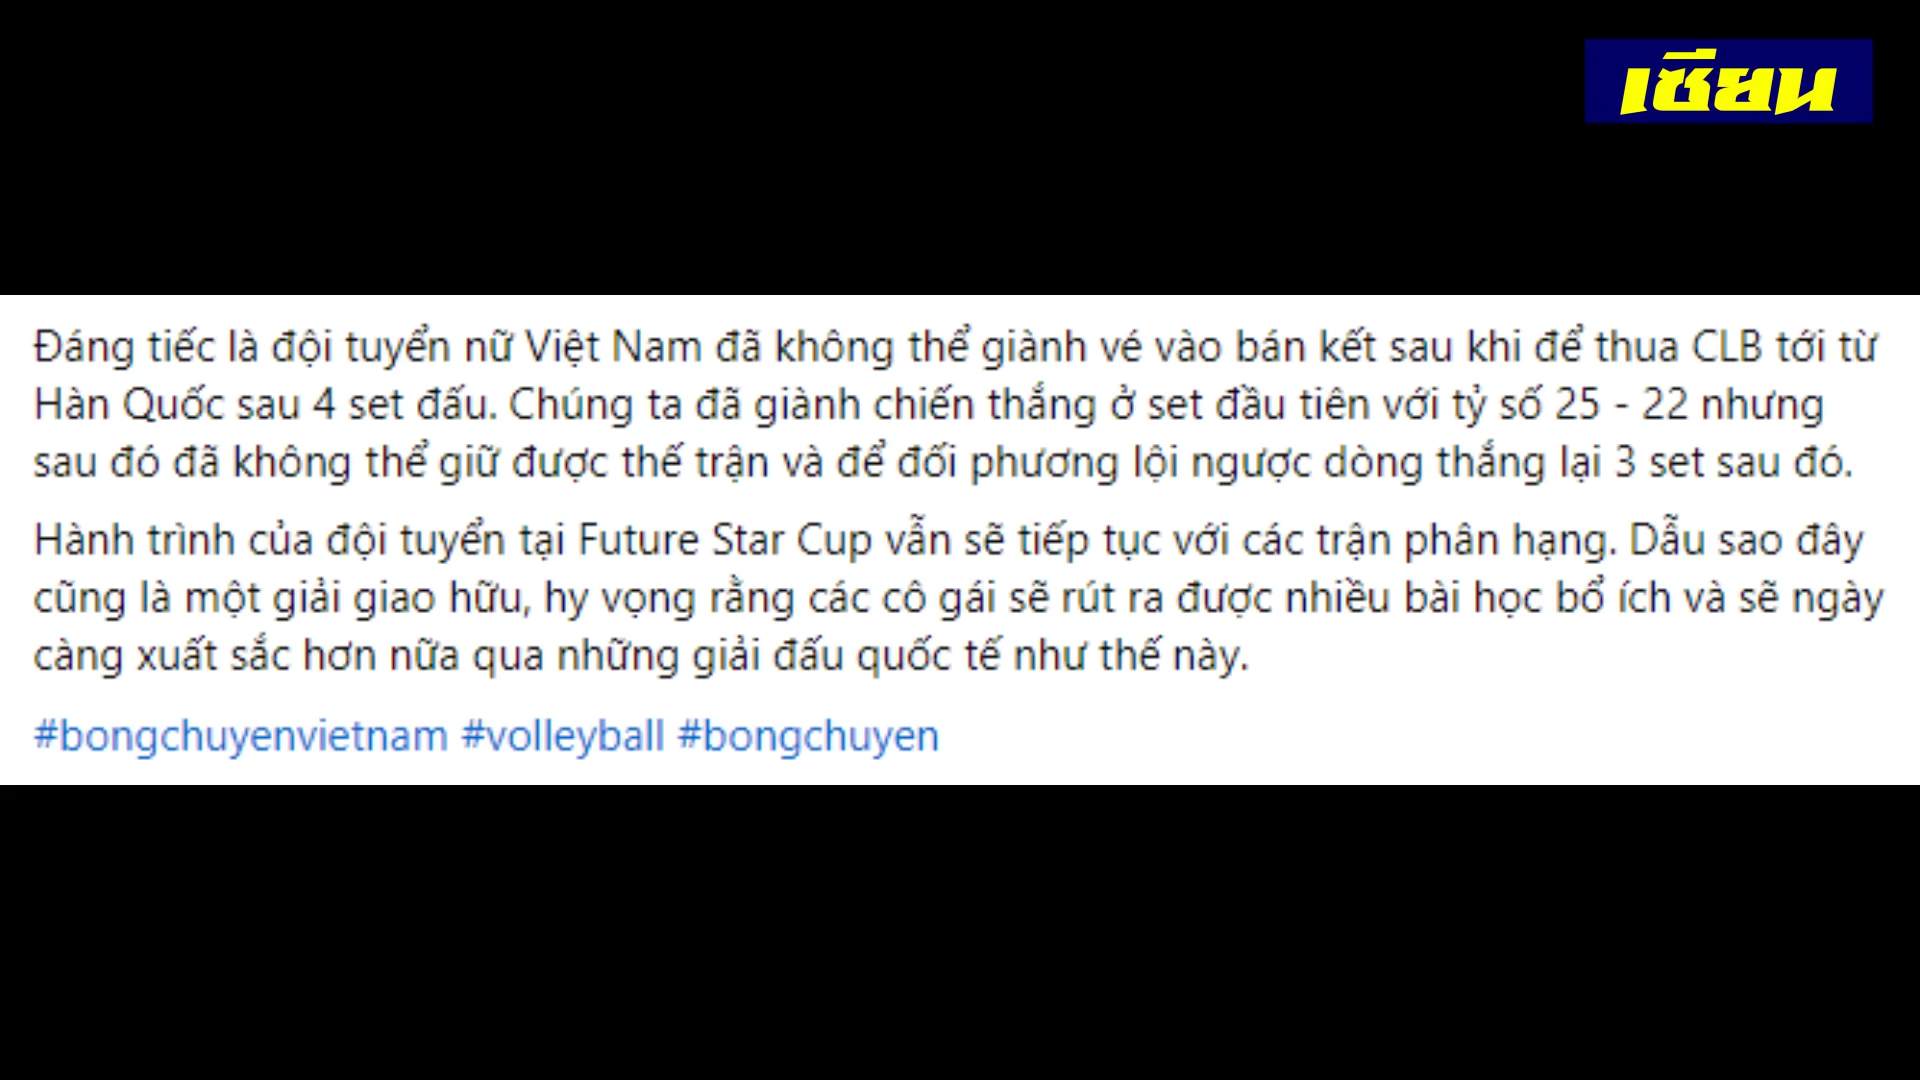 เซียน
Đáng tiếc là đội tuyển nữ Việt Nam đã không thể giành vé vào bán kết sau khi để thua CLB tới từ
Hàn Quốc sau 4 set đấu. Chúng ta đã giành chiến thắng ở set đầu tiên với tỷ số 25 - 22 nhưng
sau đó đã không thể giữ được thế trận và để đối phương lội ngược dòng thắng lại 3 set sau đó.
Hành trình của đội tuyển tại Future Star Cup vẫn sẽ tiếp tục với các trận phân hạng. Dẫu sao đây
cũng là một giải giao hữu, hy vọng rằng các cô gái sẽ rút ra được nhiều bài học bổ ích và sẽ ngày
càng xuất sắc hơn nữa qua những giải đấu quốc tế như thế này.
#bongchuyenvietnam #volleyball #bongchuyen